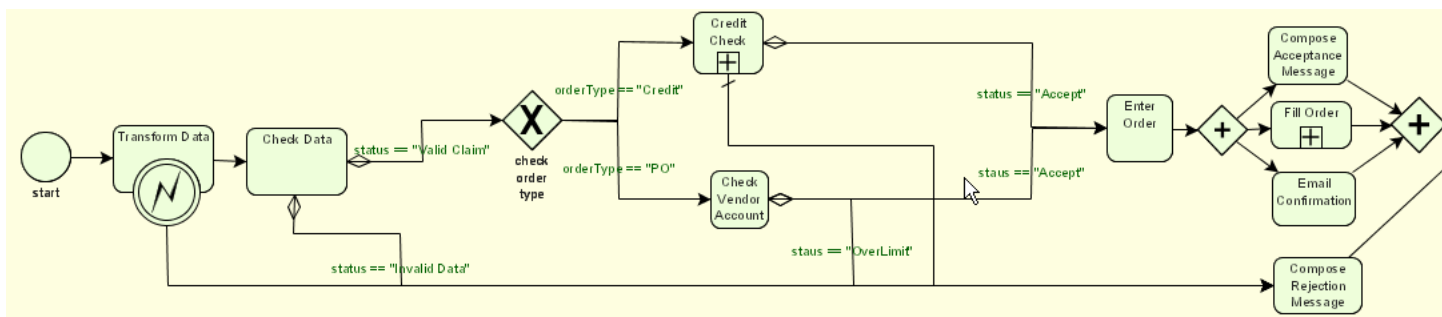 Credit
Check
Compose
Acceptance
Message
orderType == "Credit"
status == "Accept"
Enter
Order
Fill Order
Transform Data
Check Data
status == "Valid Claim"
X
check
order
type
orderType == "PO"
Check
Vendor
Account
staus == "Accept"
Email
Confirmation
start
staus == "OverLimit"
status == "Invalid Data"
Compose
Rejection
Message